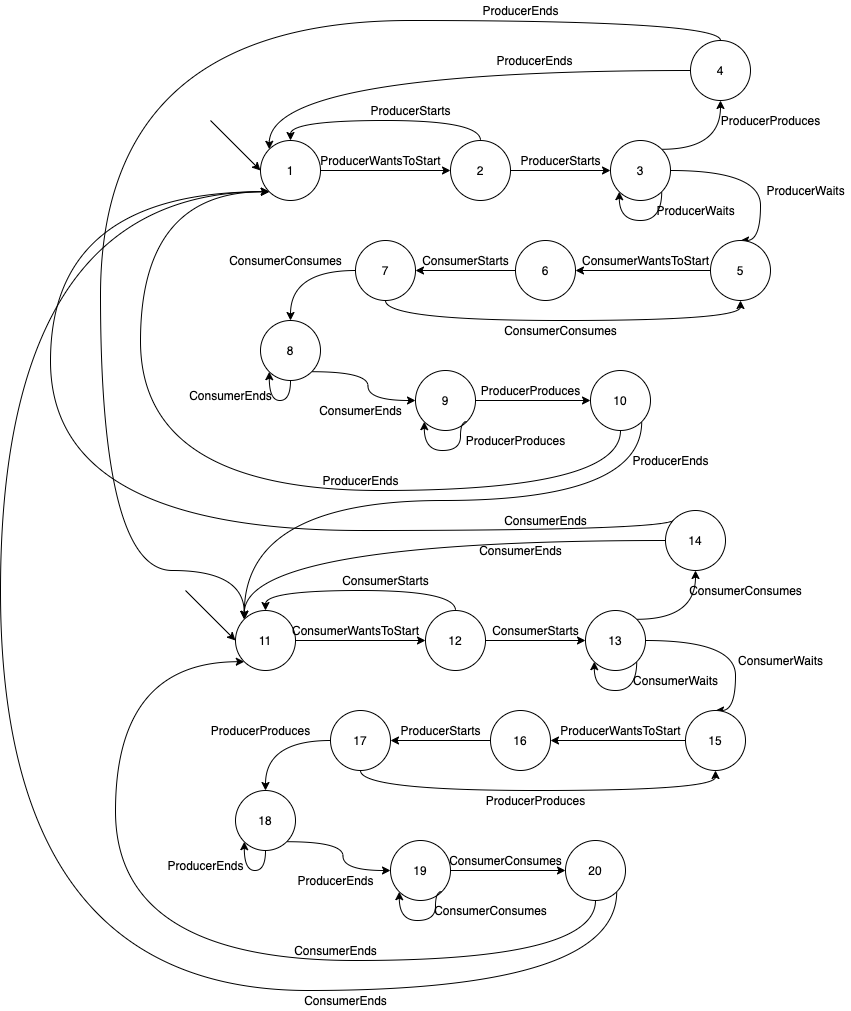 ProducerEnds
ProducerEnds
4
ProducerStarts
ProducerProduces
1
ProducerWantsToStart
2
ProducerStarts
3
ProducerWaits
ProducerWaits
ConsumerConsumes
7
ConsumerStarts
6
ConsumerWantsToStart
5
ConsumerConsumes
8
ConsumerEnds
ConsumerEnds
9
ProducerProduces
10
ProducerProduces
ProducerEnds
ProducerEnds
ConsumerEnds
14
ConsumerEnds
ConsumerStarts
ConsumerConsumes
11
ConsumerWantsToStart
12
ConsumerStarts
13
ConsumerWaits
ConsumerWaits
ProducerProduces
17
ProducerStarts
16
ProducerWantsToStart
15
ProducerProduces
18
ProducerEnds
ProducerEnds
19
ConsumerConsumes
20
ConsumerConsumes
ConsumerEnds
ConsumerEnds